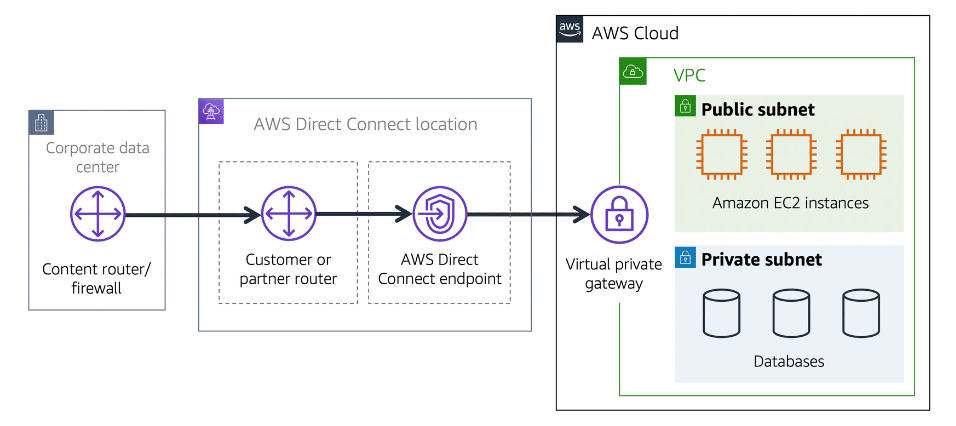 aws
AWS Cloud
VPC
Public subnet
Amazon EC2 instances
Private subnet
Databases
Virtual private
gateway
AWS Direct Connect location
Customer or
partner router
AWS Direct
Connect endpoint
Corporate data
center
Content router/
firewall